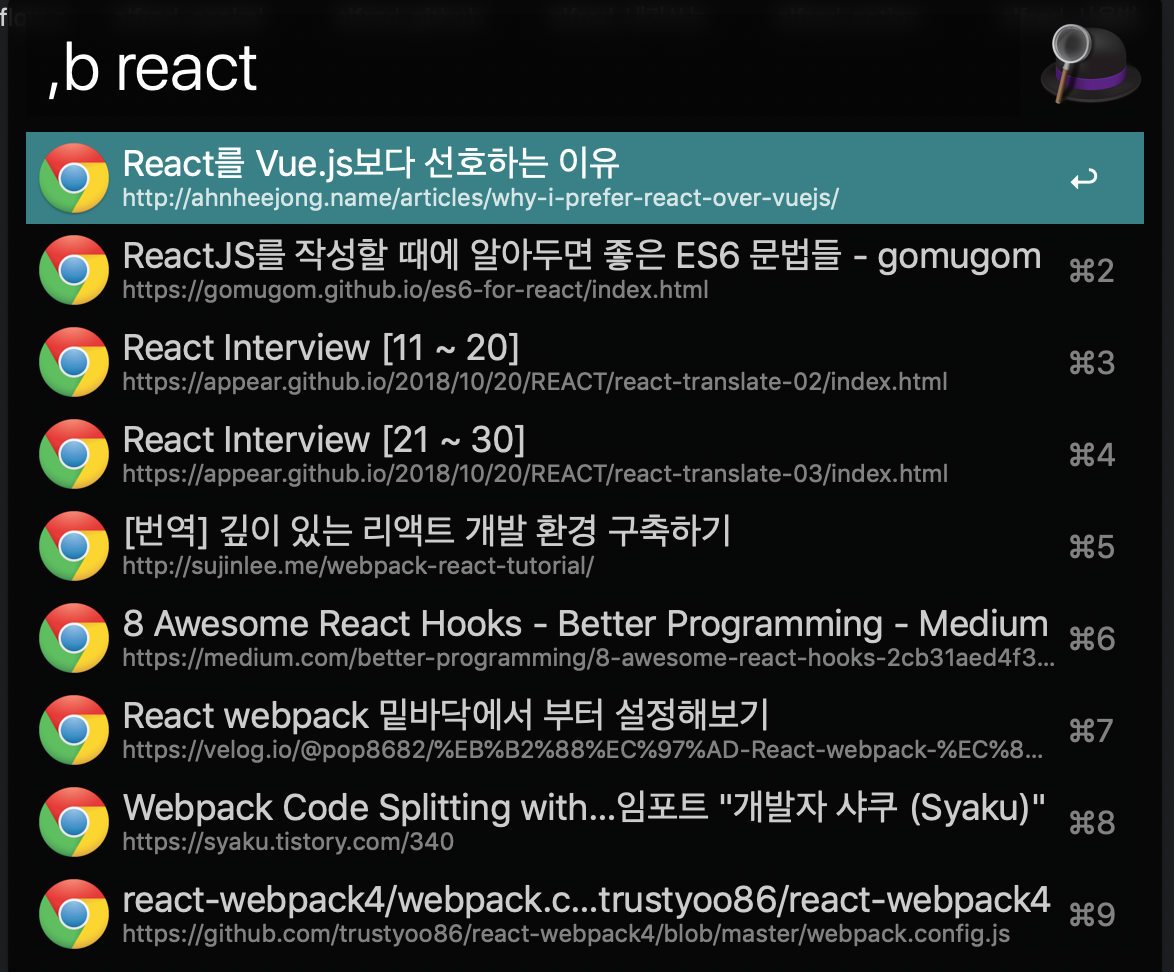 ,b react
React를 Vue.js보다 선호하는 이유
http://ahnheejong.name/articles/why-i-prefer-react-over-vuejs/
ReactJS를 작성할 때에 알아두면 좋은 ES6 문법들 - gomugom
⌘2
https://gomugom.github.io/es6-for-react/index.html
React Interview [11 ~ 20]
⌘3
https://appear.github.io/2018/10/20/REACT/react-translate-02/index.html
React Interview [21 ~ 30]
⌘4
https://appear.github.io/2018/10/20/REACT/react-translate-03/index.html
[번역] 깊이 있는 리액트 개발 환경 구축하기
⌘5
http://sujinlee.me/webpack-react-tutorial/
8 Awesome React Hooks - Better Programming - Medium
⌘6
https://medium.com/better-programming/8-awesome-react-hooks-2cb31aed4f3...
React webpack 밑바닥에서 부터 설정해보기
⌘7
https://velog.io/@pop8682/%EB%B2%88%EC%97%AD-React-webpack-%EC%8...
Webpack Code Splitting with...임포트 "개발자 샤쿠 (Syaku)"
⌘8
https://syaku.tistory.com/340
react-webpack4/webpack.c...trustyoo86/react-webpack4
⌘9
https://github.com/trustyoo86/react-webpack4/blob/master/webpack.config.js